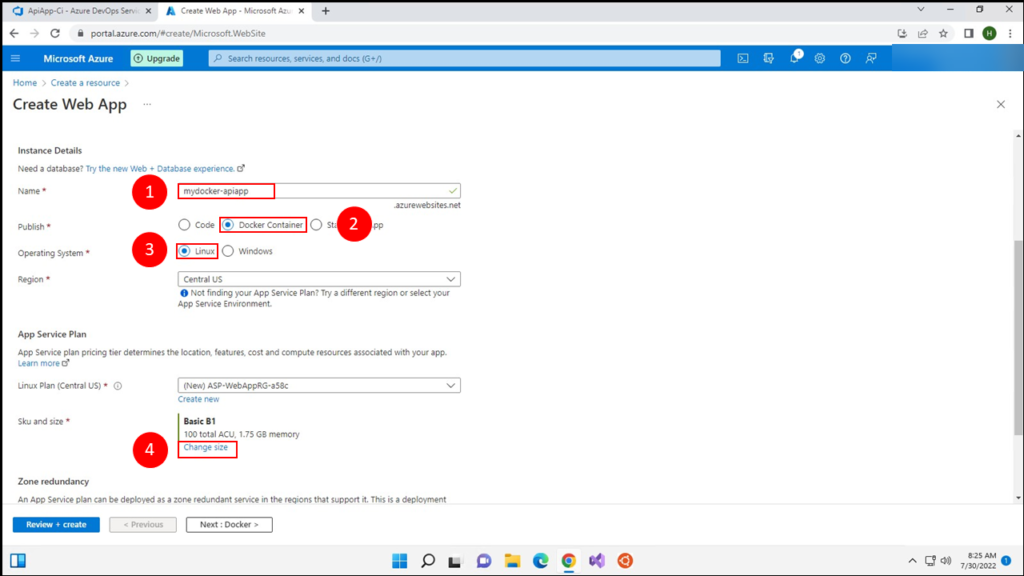 ApiApp-Ci - Azure DevOps Servi
Create Web App - Microsoft Azu
portal.azure.com/#create/Microsoft.WebSite
H
Microsoft Azure
Upgrade
Search resources, services, and docs (G+/)
1
Home > Create a resource >
Create Web App ...
Instance Details
Need a database? Try the new Web + Database experience.
Name *
1
mydocker-apiapp
.azurewebsites.net
Publish *
Code
Docker Container
2
Operating System *
3
Linux
Windows
Region *
Central US
Not finding your App Service Plan? Try a different region or select your
App Service Environment.
App Service Plan
App Service plan pricing tier determines the location, features, cost and compute resources associated with your app.
Learn more
Linux Plan (Central US) *
(New) ASP-WebAppRG-a58c
Create new
Sku and size *
Basic B1
100 total ACU, 1.75 GB memory
4
Change size
Zone redundancy
An App Service plan can be deployed as a zone redundant service in the regions that support it. This is a deployment
Review + create
< Previous
Next : Docker >
8:25 AM
7/30/2022
1